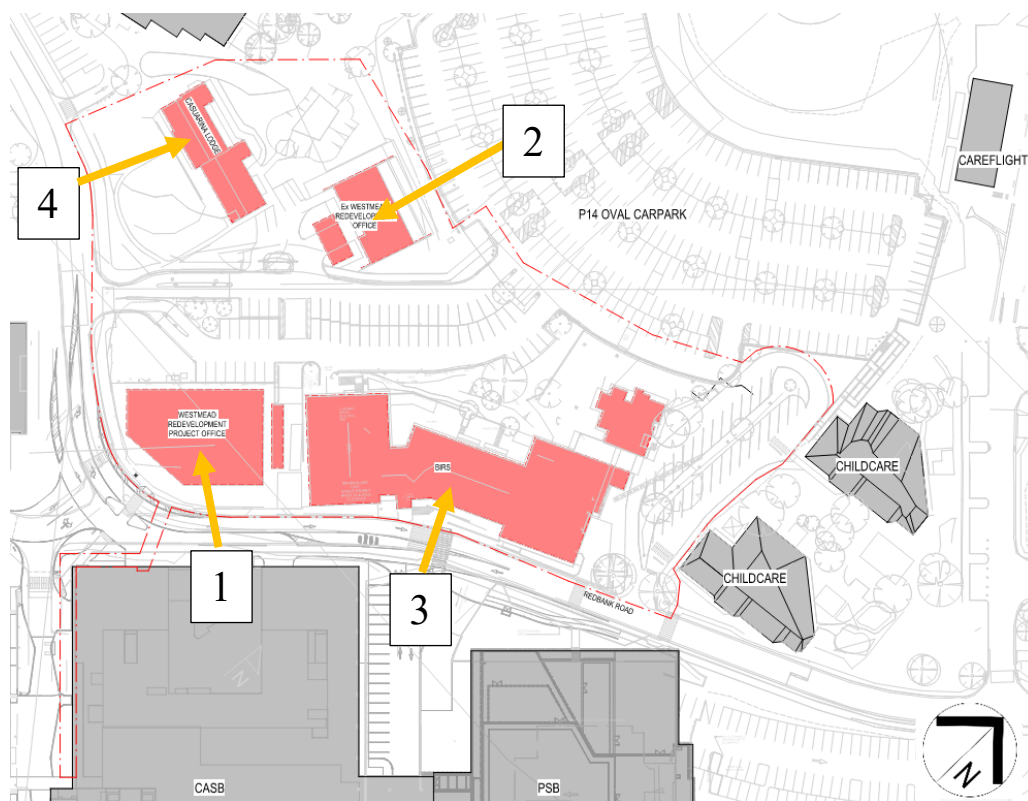 CASUARINA LODGE
2
4
Ex WESTMEAD
REDEVELOPMENT
OFFICE
P14 OVAL CARPARK
CAREFLIGHT
WESTMEAD
REDEVELOPMENT
PROJECT OFFICE
BIRS
CHILDCARE
CHILDCARE
1
3
REDBANK ROAD
N
CASB
PSB
N